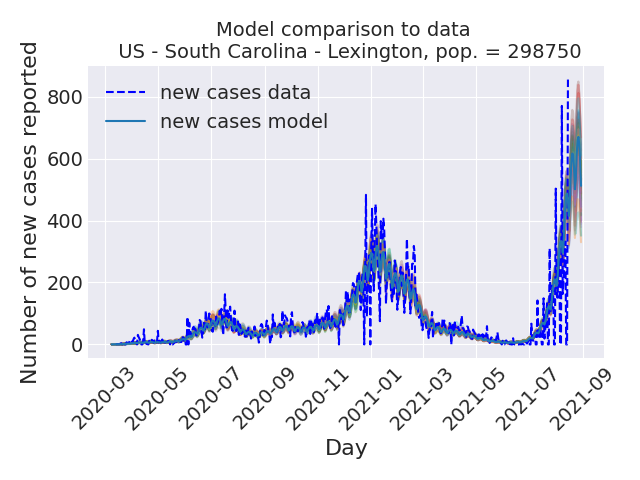 Model comparison to data
US - South Carolina - Lexington, pop. = 298750
Number of new cases reported
800
600
400
200
0
new cases data
new cases model
2020-03
2020-05
2020-07
2020-09
2020-11
2021-01
2021-03
2021-05
2021-07
2021-09
Day